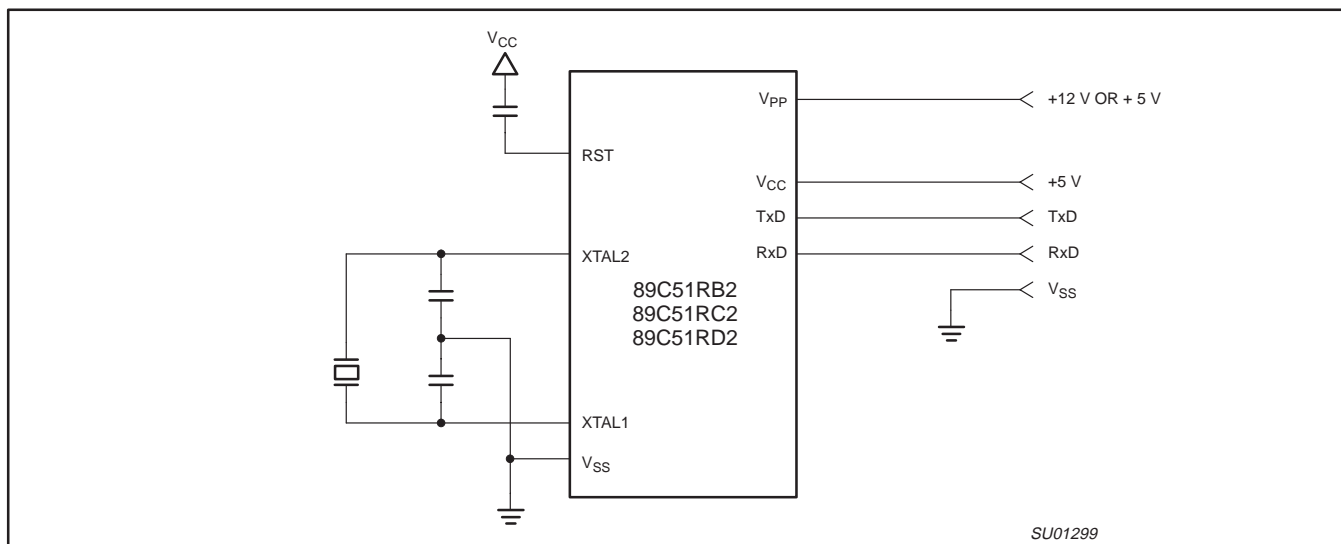 VCC
VPP
+12 V OR + 5 V
RST
VCC
+5 V
TxD
TxD
XTAL2
RxD
RxD
89C51RB2
89C51RC2
89C51RD2
VSS
XTAL1
VSS
SU01299